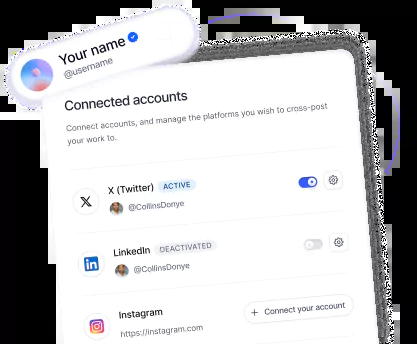 Your name
@username
Connected accounts
Connect accounts, and manage the platforms you wish to cross-post
your work to.
X (Twitter) ACTIVE
@CollinsDonye
LinkedIn DEACTIVATED
@CollinsDonye
Instagram
https://instagram.com
+ Connect your account